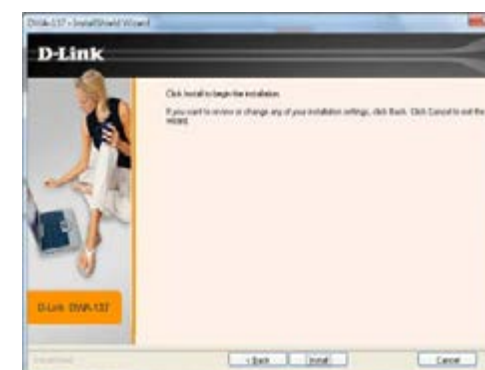 DWA-137 - InstallShield Wizard
D-Link
Click Install to begin the installation.
If you want to review or change any of your installation settings, click Back. Click Cancel to exit the
wizard.
D-Link DWA-137
InstallShield
< Back
Install
Cancel